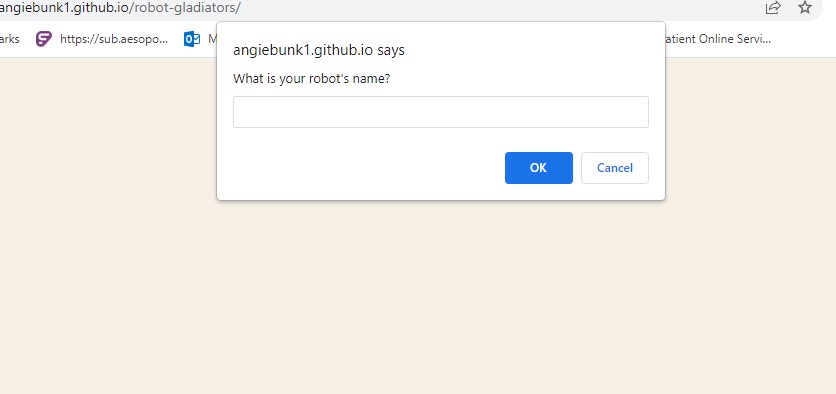 angiebunk1.github.io/robot-gladiators/
arks https://sub.aesopo... M atient Online Servi...
angiebunk1.github.io says
What is your robot's name?
OK Cancel